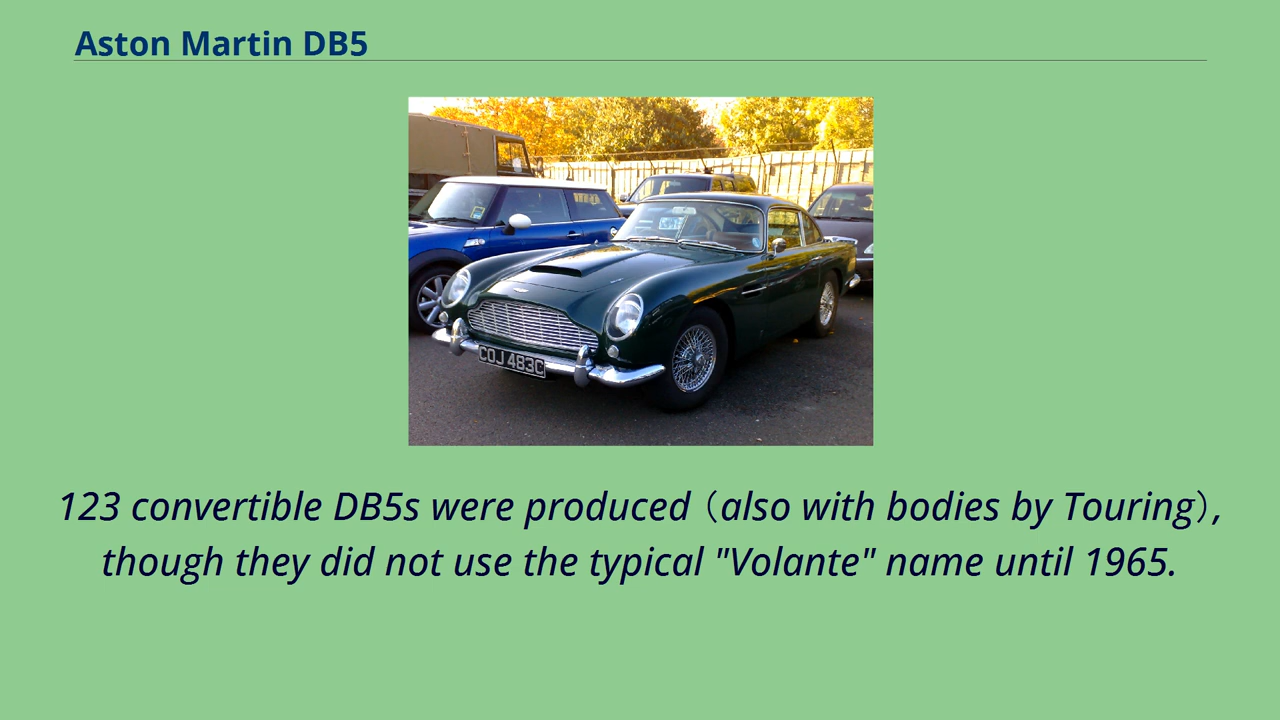 Aston Martin DB5
COJ 483C
123 convertible DB5s were produced (also with bodies by Touring),
though they did not use the typical "Volante" name until 1965.